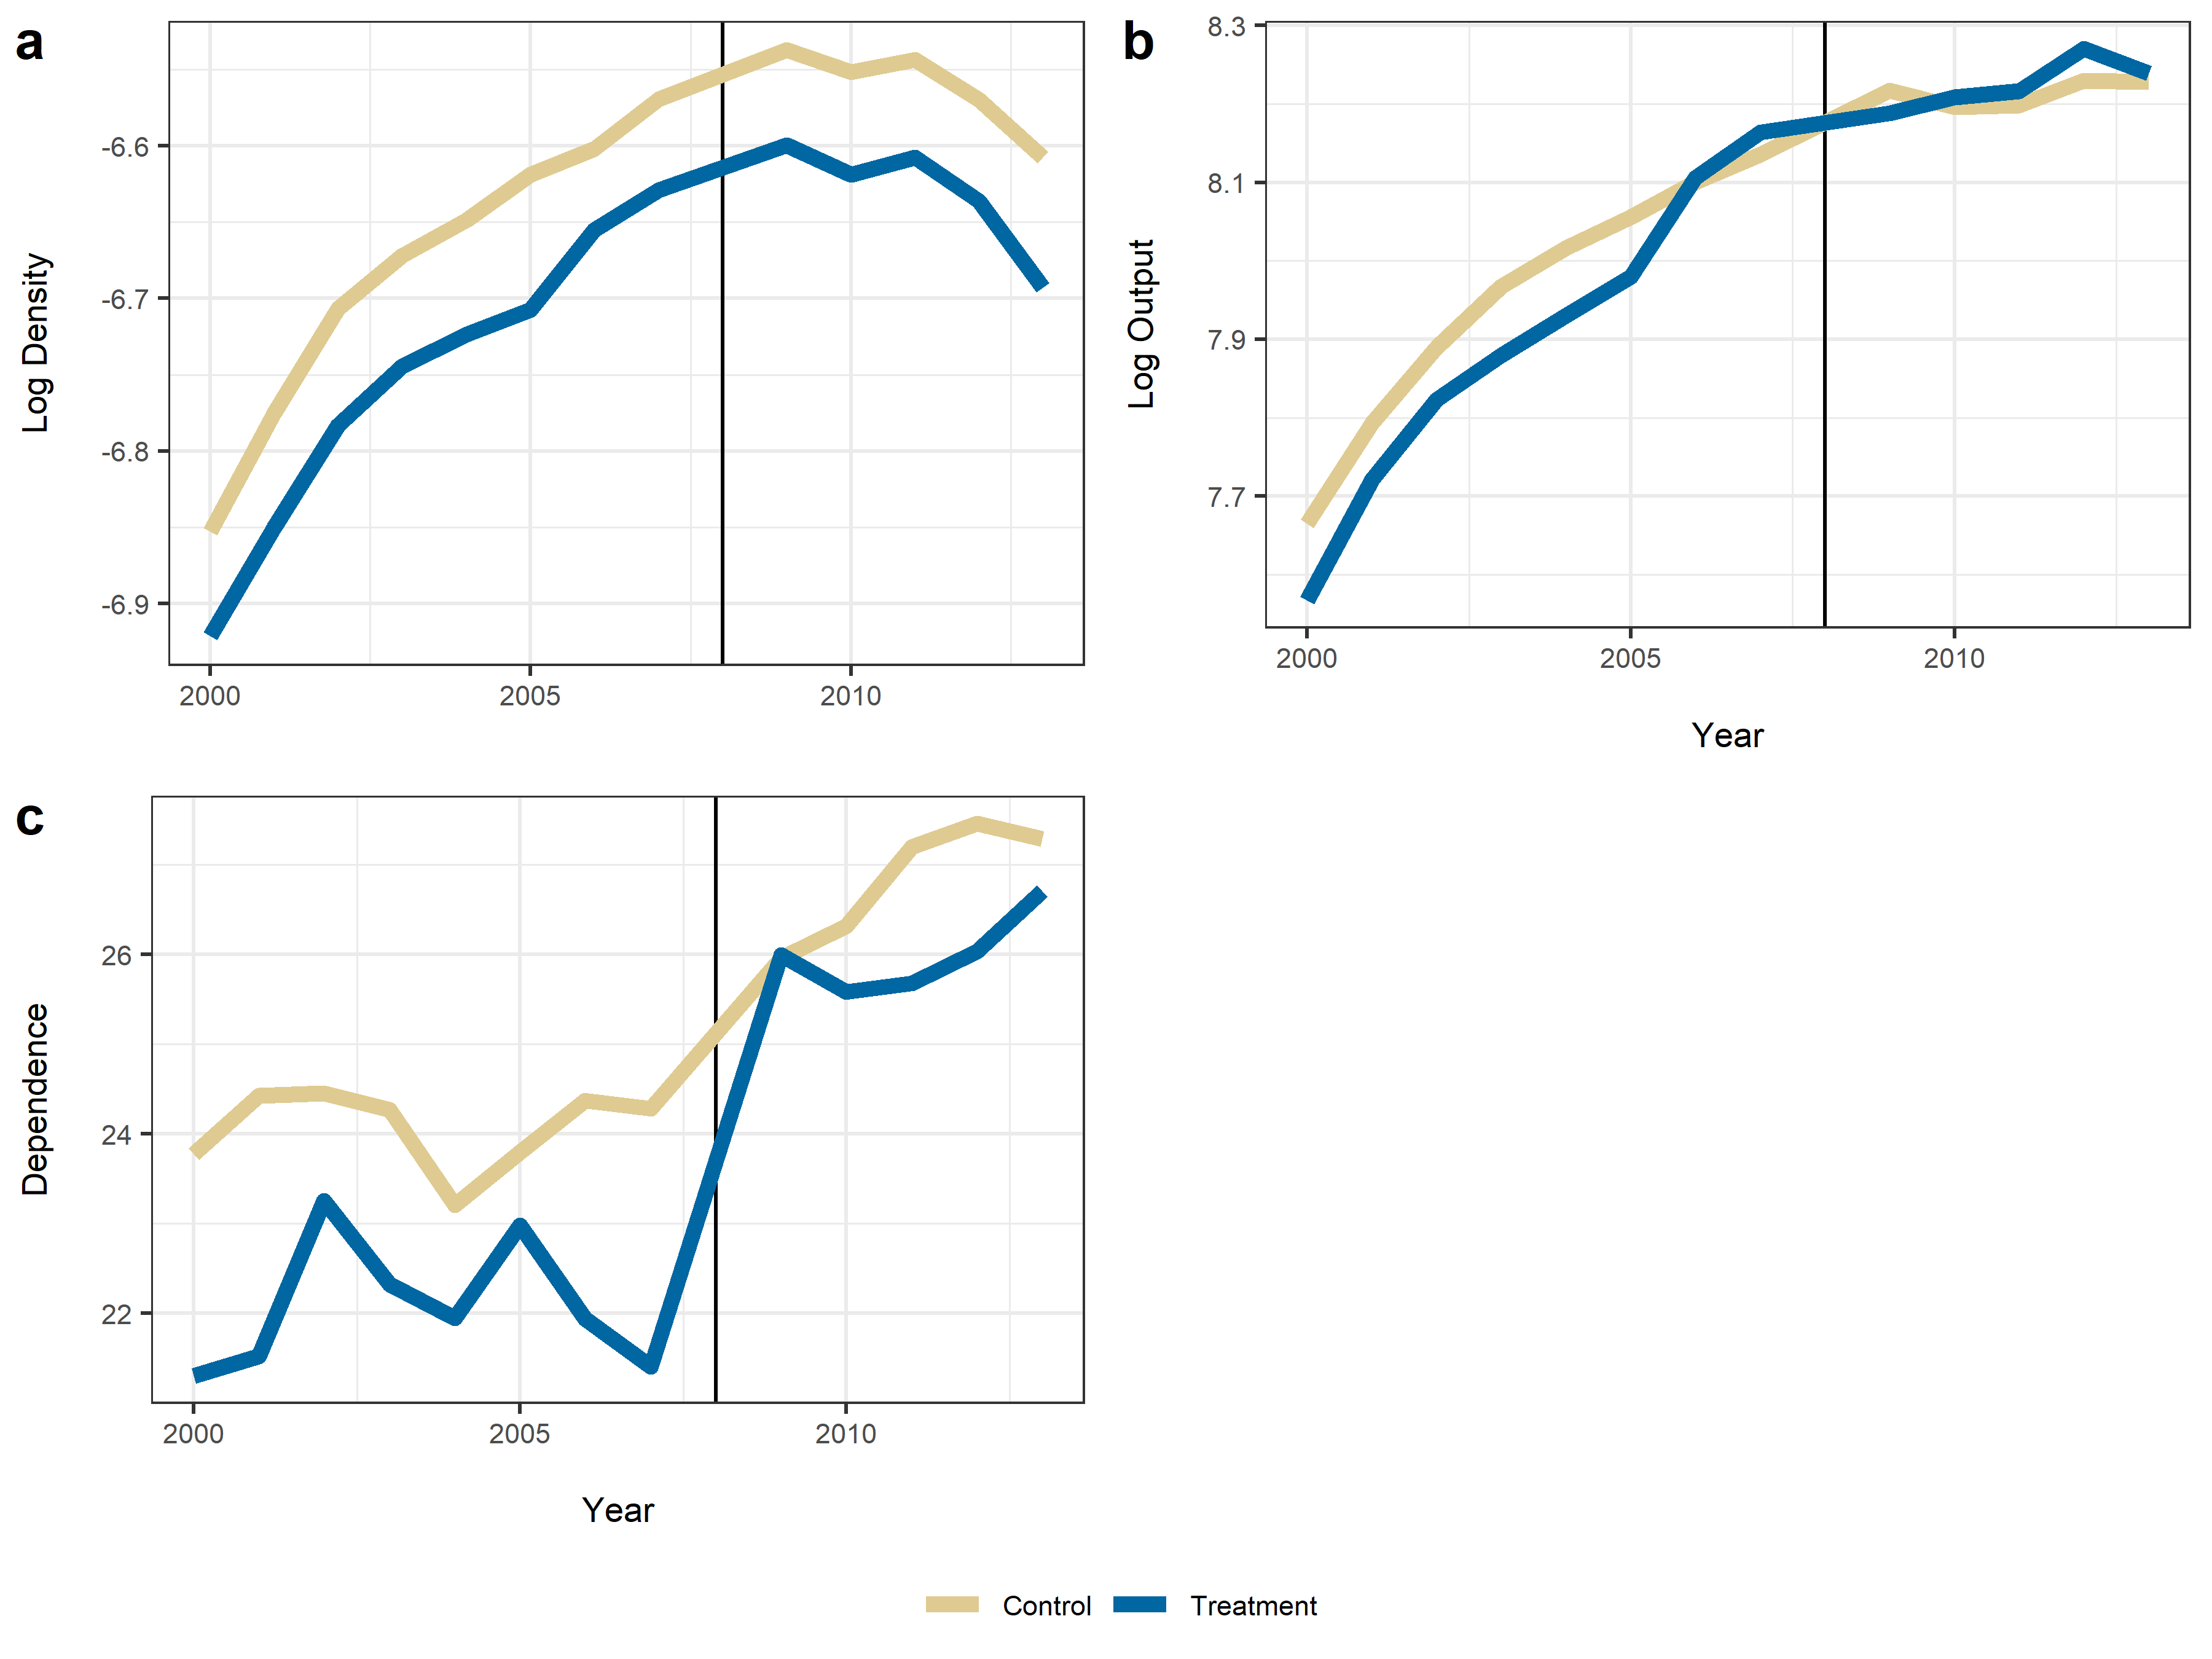 a
Log Density
-6.6
-6.7
-6.8
-6.9
2000 2005 2010
b
Log Output
8.3
8.1
7.9
7.7
2000 2005 2010
Year
c
Dependence
26
24
22
2000 2005 2010
Year
Control Treatment